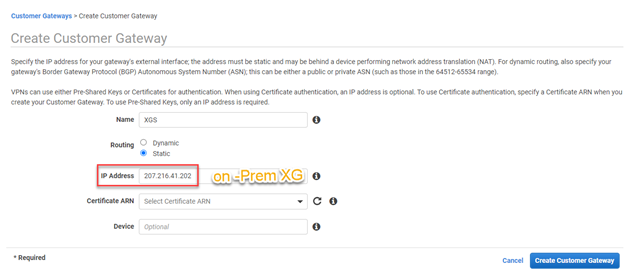 Customer Gateways > Create Customer Gateway
Create Customer Gateway
Specify the IP address for your gateway's external interface; the address must be static and may be behind a device performing network address translation (NAT). For dynamic routing, also specify
your gateway's Border Gateway Protocol (BGP) Autonomous System Number (ASN); this can be either a public or private ASN (such as those in the 64512-65534 range).
VPNs can use either Pre-Shared Keys or Certificates for authentication. When using Certificate authentication, an IP address is optional. To use Certificate authentication, specify a Certificate ARN when you
create your Customer Gateway. To use Pre-Shared Keys, only an IP address is required.
Name XGS
Routing Dynamic
Static
IP Address 207.216.41.202 on -Prem XG
Certificate ARN Select Certificate ARN
Device Optional
* Required Cancel Create Customer Gateway